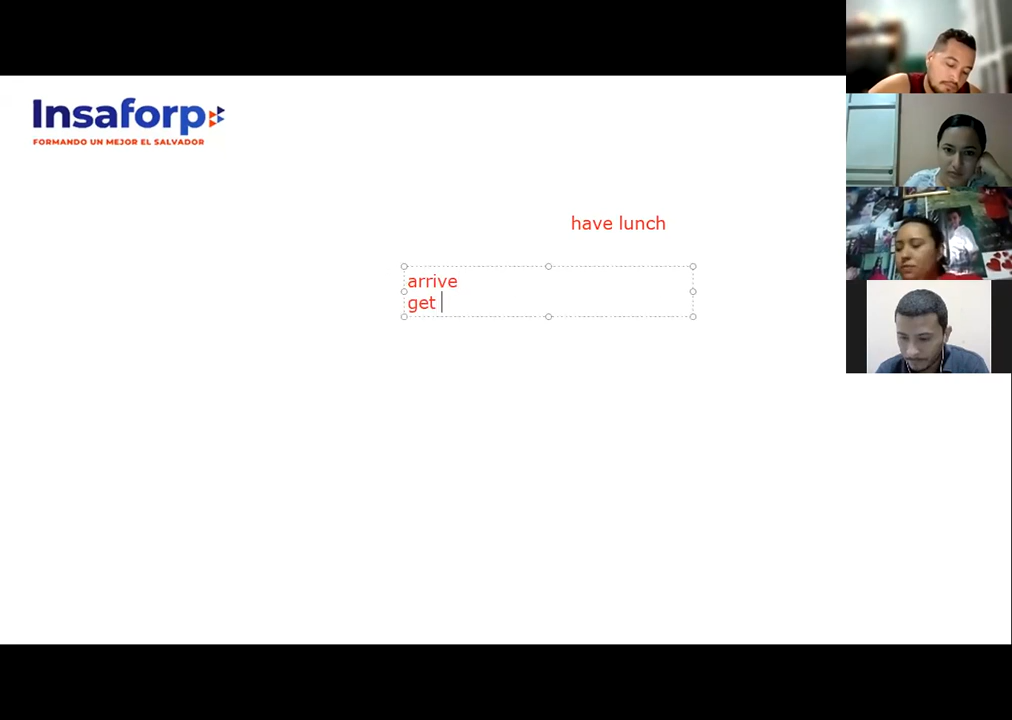 Insaforp
FORMANDO UN MEJOR EL SALVADOR
have lunch
arrive
get